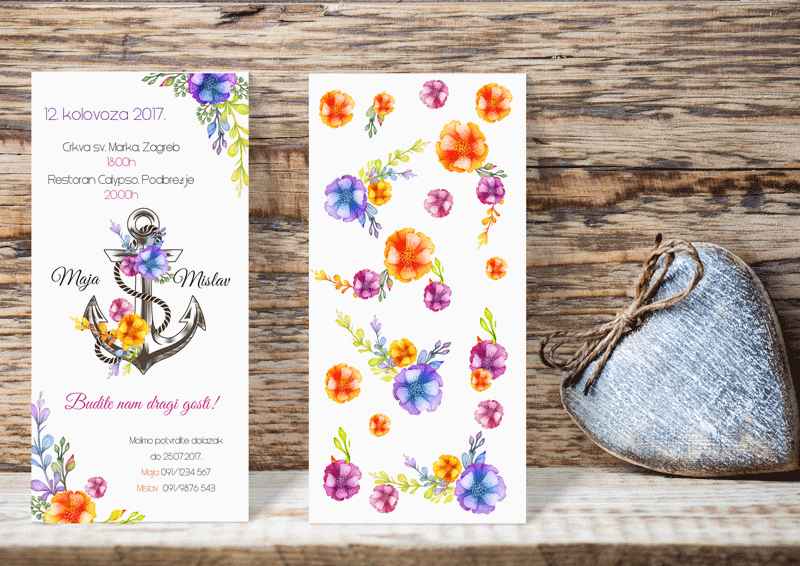 12. kolovoza 2017.
Crkva sv. Marka, Zagreb
18:00h
Restoran Calypso, Podbrežje
20:00h
Maja Mislav
Budite nam dragi gosti!
Molimo potvrdite dolazak
do 25.07.2017.
Maja 091/1234 567
Mislav 091/9876 543